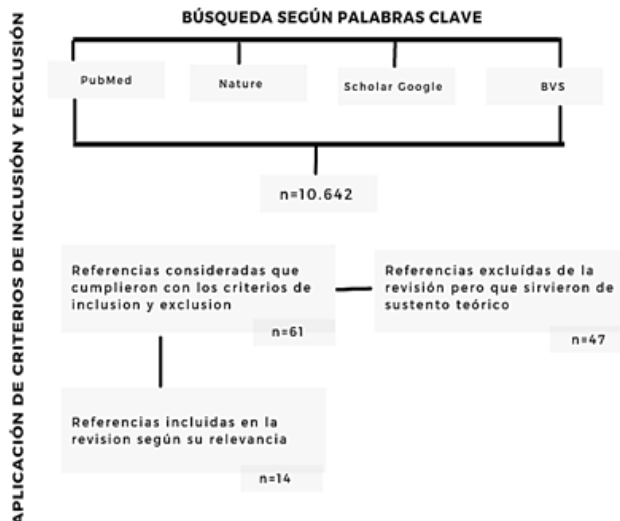 APLICACIÓN DE CRITERIOS DE INCLUSIÓN Y EXCLUSIÓN
BÚSQUEDA SEGÚN PALABRAS CLAVE
PubMed
Nature
Scholar Google
BVS
n=10.642
Referencias consideradas que
cumplieron con los criterios de
inclusion y exclusion
n=61
Referencias excluídas de la
revisión pero que sirvieron de
sustento teórico
n=47
Referencias incluidas en la
revision según su relevancia
n=14